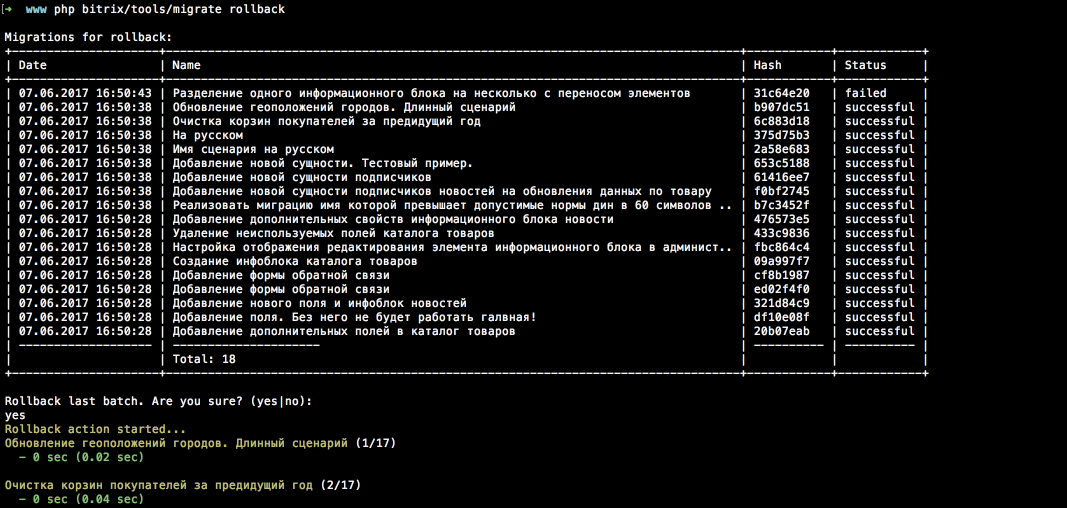 ➜ www php bitrix/tools/migrate rollback
Migrations for rollback:
| Date | Name | Hash | Status |
| 07.06.2017 16:50:43 | Разделение одного информационного блока на несколько с переносом элементов | 31c64e20 | failed |
| 07.06.2017 16:50:38 | Обновление геоположений городов. Длинный сценарий | b907dc51 | successful |
| 07.06.2017 16:50:38 | Очистка корзин покупателей за предидущий год | 6c883d18 | successful |
| 07.06.2017 16:50:38 | На русском | 375d75b3 | successful |
| 07.06.2017 16:50:38 | Имя сценария на русском | 2a58e683 | successful |
| 07.06.2017 16:50:38 | Добавление новой сущности. Тестовый пример. | 653c5188 | successful |
| 07.06.2017 16:50:38 | Добавление новой сущности подписчиков | 61416ee7 | successful |
| 07.06.2017 16:50:38 | Добавление новой сущности подписчиков новостей на обновления данных по товару | f0bf2745 | successful |
| 07.06.2017 16:50:38 | Реализовать миграцию имя которой превышает допустимые нормы дин в 60 символов .. | b7c3452f | successful |
| 07.06.2017 16:50:28 | Добавление дополнительных свойств информационного блока новости | 476573e5 | successful |
| 07.06.2017 16:50:28 | Удаление неиспользуемых полей каталога товаров | 433c9836 | successful |
| 07.06.2017 16:50:28 | Настройка отображения редактирования элемента информационного блока в админист.. | fbc864c4 | successful |
| 07.06.2017 16:50:28 | Создание инфоблока каталога товаров | 09a997f7 | successful |
| 07.06.2017 16:50:28 | Добавление формы обратной связи | cf8b1987 | successful |
| 07.06.2017 16:50:28 | Добавление формы обратной связи | ed02f4f0 | successful |
| 07.06.2017 16:50:28 | Добавление нового поля и инфоблок новостей | 321d84c9 | successful |
| 07.06.2017 16:50:28 | Добавление поля. Без него не будет работать галвная! | df10e08f | successful |
| 07.06.2017 16:50:28 | Добавление дополнительных полей в каталог товаров | 20b07eab | successful |
| Total: 18 |
Rollback last batch. Are you sure? (yes|no):
yes
Rollback action started...
Обновление геоположений городов. Длинный сценарий (1/17)
- 0 sec (0.02 sec)
Очистка корзин покупателей за предидущий год (2/17)
- 0 sec (0.04 sec)